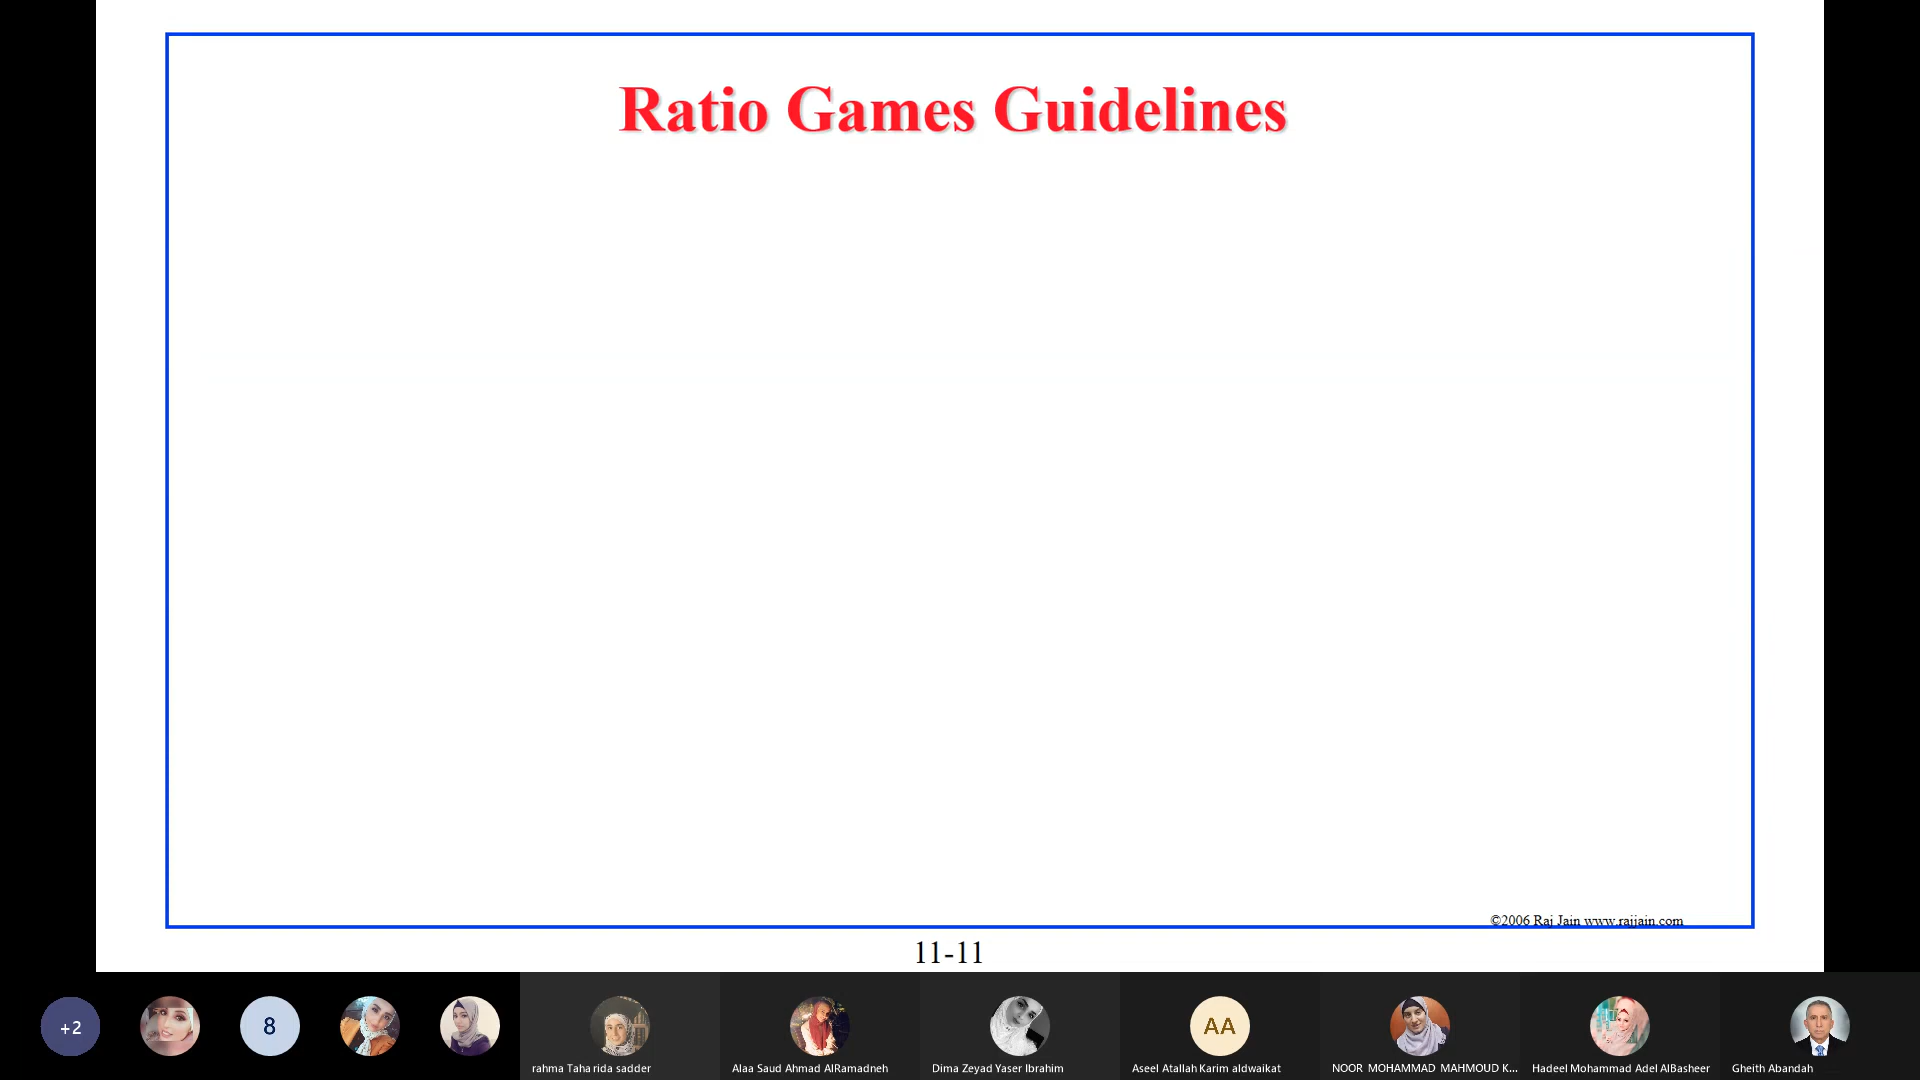 Ratio Games Guidelines
©2006 Raj Jain www.rajjain.com
11-11
+2
8
AA
rahma Taha rida sadder
Alaa Saud Ahmad AlRamadneh
Dima Zeyad Yaser Ibrahim
Aseel Atallah Karim aldwaikat
NOOR MOHAMMAD MAHMOUD K...
Hadeel Mohammad Adel AlBasheer
Gheith Abandah